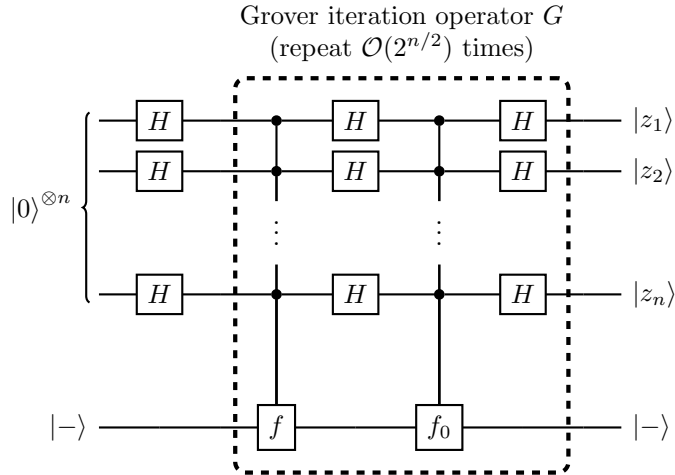 Grover iteration operator G
(repeat 𝒪(2^{n/2}) times)
H H H |z₁⟩
H H H |z₂⟩
|0⟩^{⊗n}
⋮ ⋮
H H H |zₙ⟩
|−⟩ f f₀ |−⟩